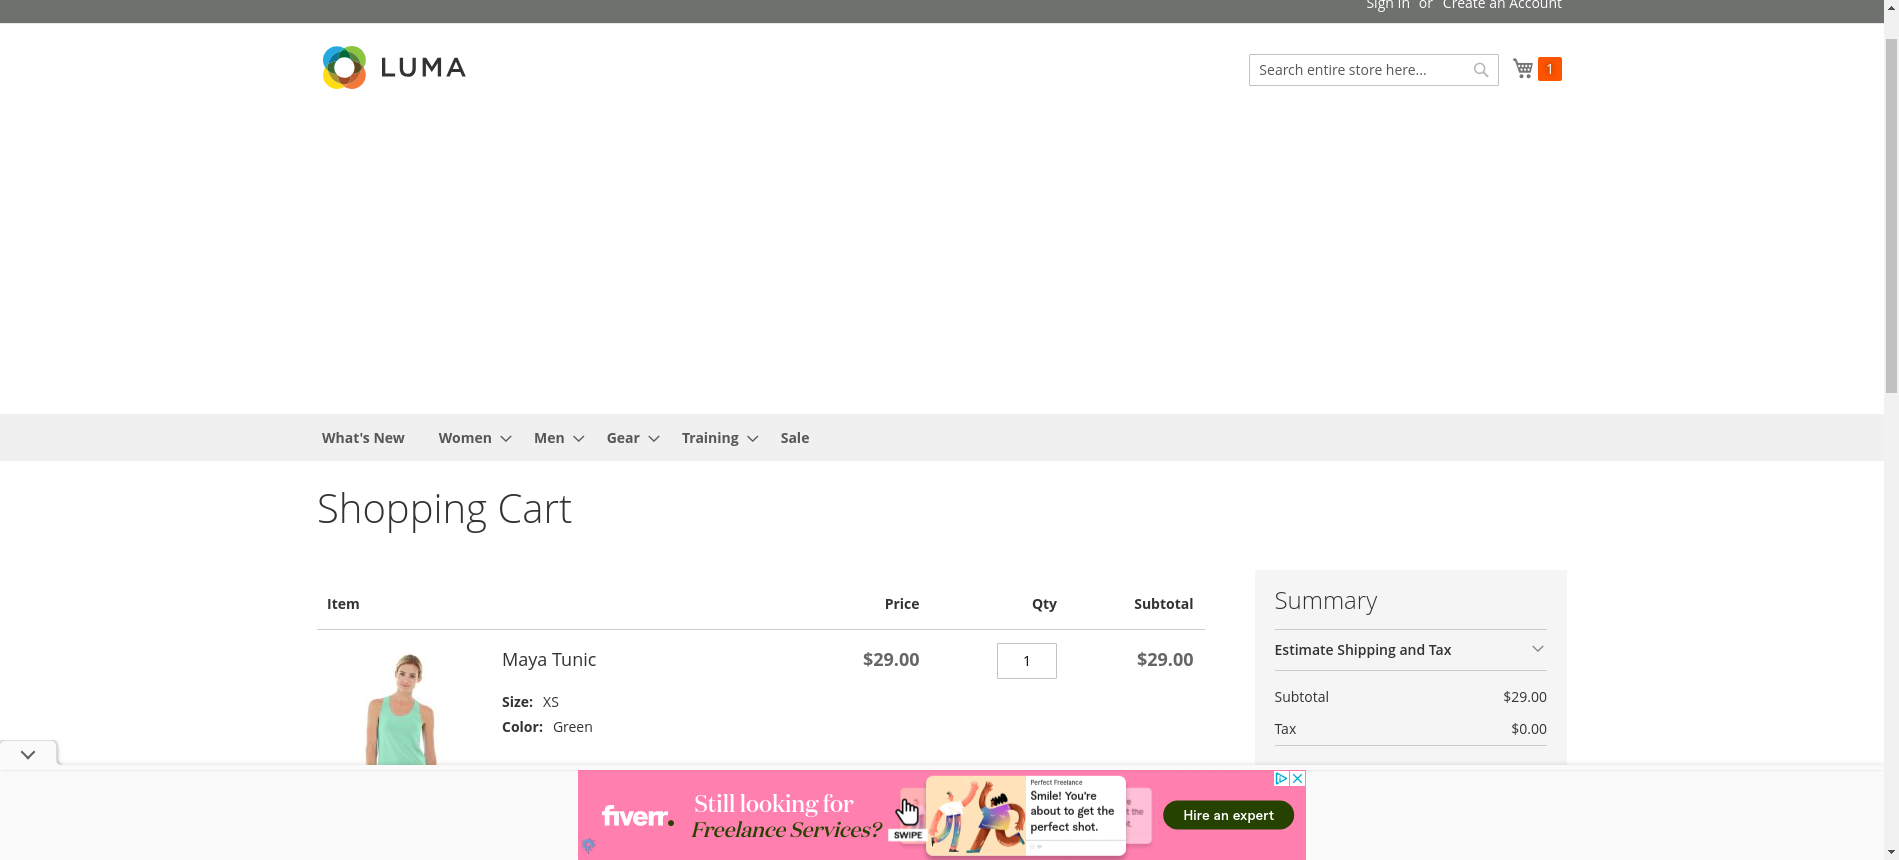 Sign In or Create an Account
LUMA
Search entire store here...
1
What's New Women Men Gear Training Sale
Shopping Cart
Item Price Qty Subtotal
Maya Tunic $29.00 1 $29.00
Size: XS
Color: Green
Summary
Estimate Shipping and Tax
Subtotal $29.00
Tax $0.00
fiverr.
Still looking for
Freelance Services?
SWIPE
Perfect Freelance
Smile! You're
about to get the
perfect shot.
Hire an expert